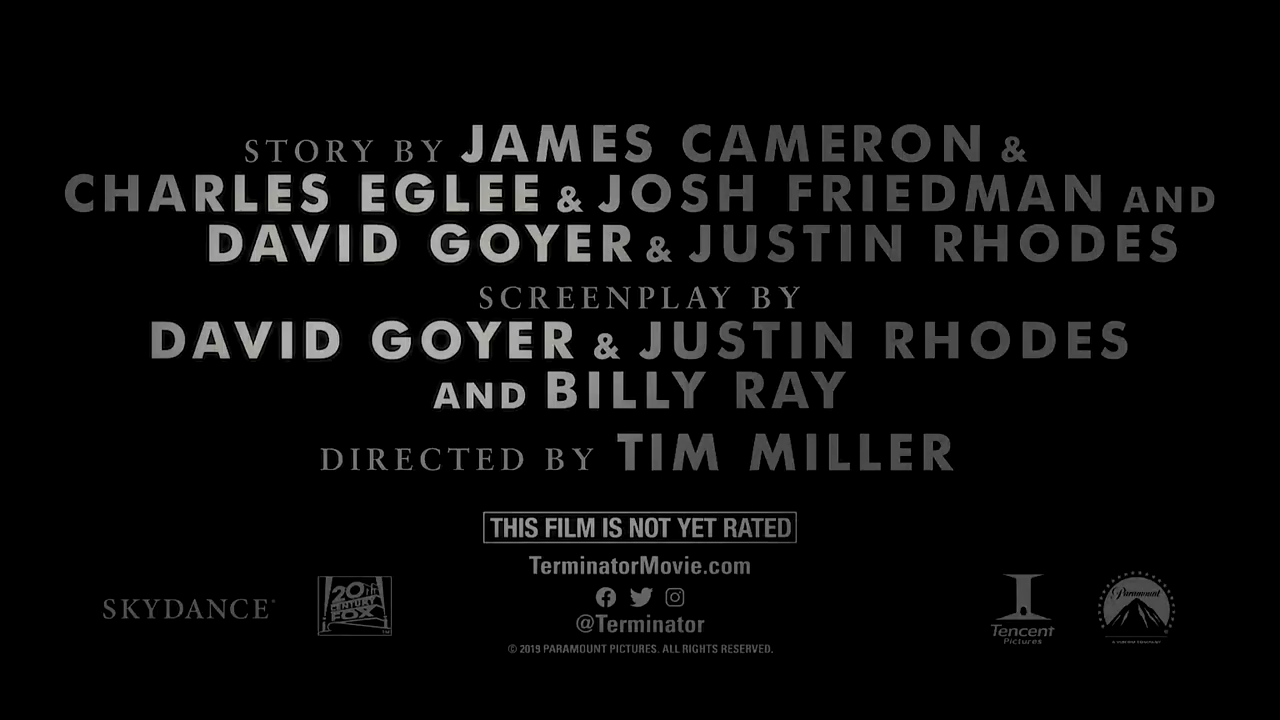 STORY BY JAMES CAMERON &
CHARLES EGLEE & JOSH FRIEDMAN AND
DAVID GOYER & JUSTIN RHODES
SCREENPLAY BY
DAVID GOYER & JUSTIN RHODES
AND BILLY RAY
DIRECTED BY TIM MILLER
THIS FILM IS NOT YET RATED
TerminatorMovie.com
@Terminator
© 2019 PARAMOUNT PICTURES. ALL RIGHTS RESERVED.
SKYDANCE
20th CENTURY FOX
Tencent Pictures
Paramount